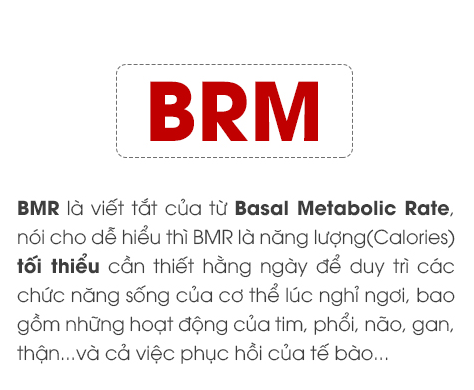 BRM
BMR là viết tắt của từ Basal Metabolic Rate,
nói cho dễ hiểu thì BMR là năng lượng(Calories)
tối thiểu cần thiết hằng ngày để duy trì các
chức năng sống của cơ thể lúc nghỉ ngơi, bao
gồm những hoạt động của tim, phổi, não, gan,
thận...và cả việc phục hồi của tế bào...